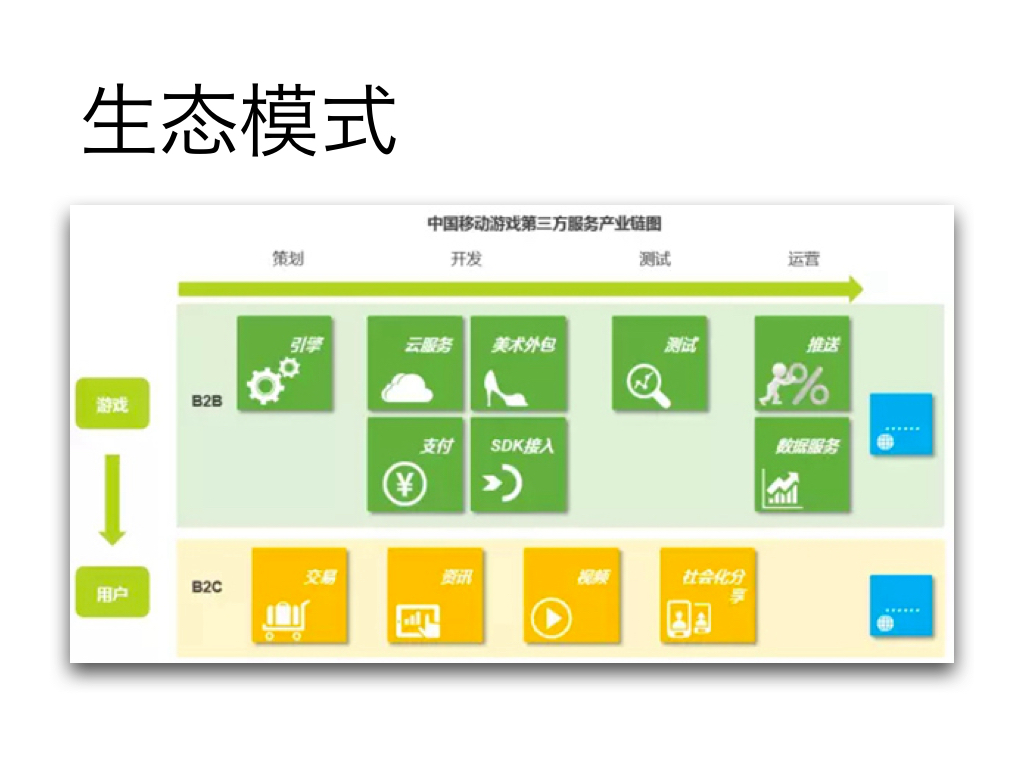 生态模式
中国移动游戏第三方服务产业链图
策划 开发 测试 运营
游戏
B2B
引擎
云服务
美术外包
测试
推送
支付
SDK接入
数据服务
......
用户
B2C
交易
资讯
视频
社会化分
享
......